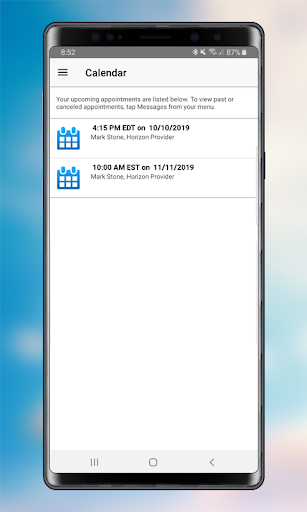 8:52
87%
Calendar
Your upcoming appointments are listed below. To view past or
canceled appointments, tap Messages from your menu.
4:15 PM EDT on 10/10/2019
Mark Stone, Horizon Provider
10:00 AM EST on 11/11/2019
Mark Stone, Horizon Provider